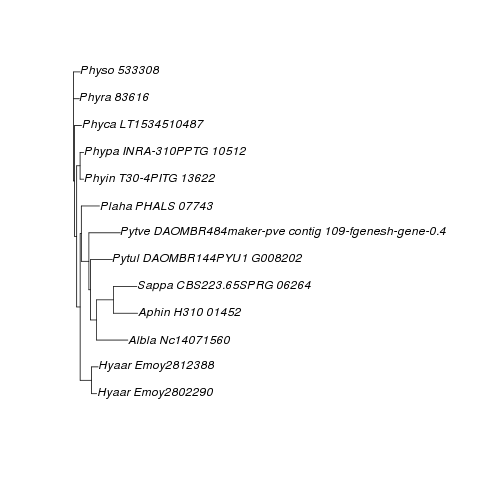 Physo 533308
Phyra 83616
Phyca LT1534510487
Phypa INRA-310PPTG 10512
Phyin T30-4PITG 13622
Plaha PHALS 07743
Pytve DAOMBR484maker-pve contig 109-fgenesh-gene-0.4
Pytul DAOMBR144PYU1 G008202
Sappa CBS223.65SPRG 06264
Aphin H310 01452
Albla Nc14071560
Hyaar Emoy2812388
Hyaar Emoy2802290